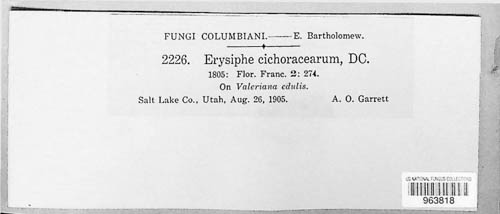 FUNGI COLUMBIANI.——E. Bartholomew.
2226. Erysiphe cichoracearum, DC.
1805: Flor. Franc. 2: 274.
On Valeriana edulis.
Salt Lake Co., Utah, Aug. 26, 1905. A. O. Garrett
US NATIONAL FUNGUS COLLECTIONS
963818